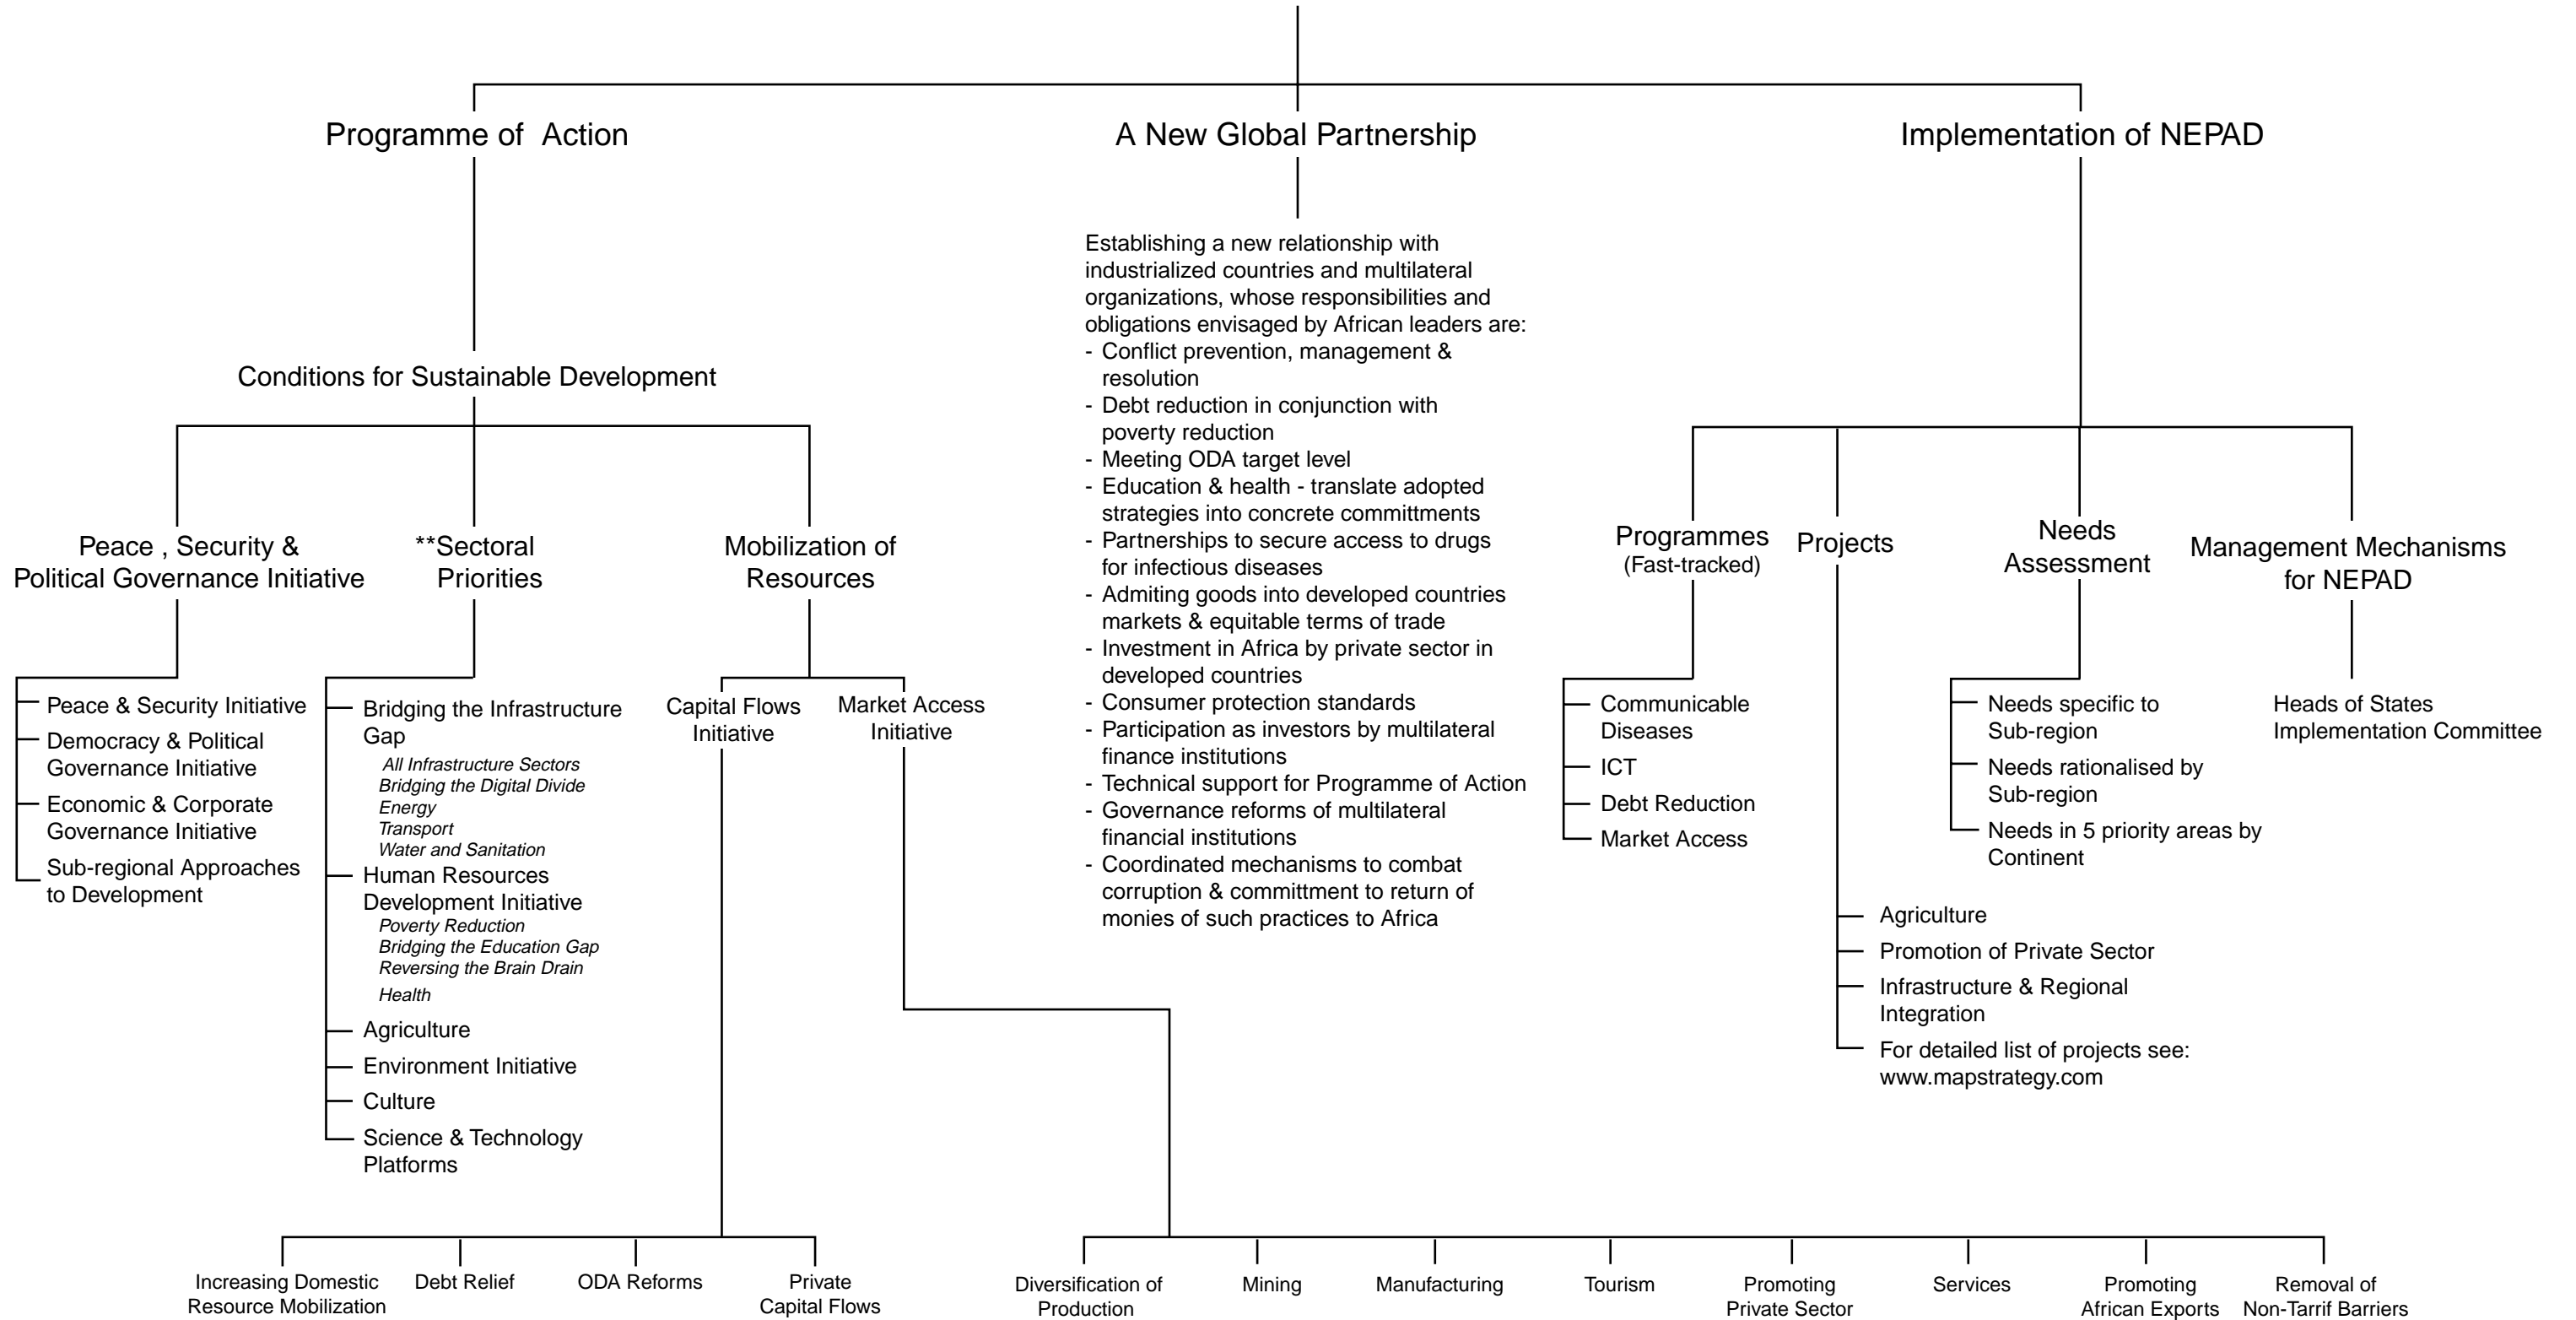 Programme of Action
A New Global Partnership
Implementation of NEPAD
Conditions for Sustainable Development
Peace , Security &
Political Governance Initiative
**Sectoral
Priorities
Mobilization of
Resources
Peace & Security Initiative
Democracy & Political
Governance Initiative
Economic & Corporate
Governance Initiative
Sub-regional Approaches
to Development
Bridging the Infrastructure
Gap
All Infrastructure Sectors
Bridging the Digital Divide
Energy
Transport
Water and Sanitation
Human Resources
Development Initiative
Poverty Reduction
Bridging the Education Gap
Reversing the Brain Drain
Health
Agriculture
Environment Initiative
Culture
Science & Technology
Platforms
Capital Flows
Initiative
Market Access
Initiative
Increasing Domestic
Resource Mobilization
Debt Relief
ODA Reforms
Private
Capital Flows
Diversification of
Production
Mining
Manufacturing
Tourism
Promoting
Private Sector
Services
Promoting
African Exports
Removal of
Non-Tarrif Barriers
Establishing a new relationship with
industrialized countries and multilateral
organizations, whose responsibilities and
obligations envisaged by African leaders are:
- Conflict prevention, management &
resolution
- Debt reduction in conjunction with
poverty reduction
- Meeting ODA target level
- Education & health - translate adopted
strategies into concrete committments
- Partnerships to secure access to drugs
for infectious diseases
- Admiting goods into developed countries
markets & equitable terms of trade
- Investment in Africa by private sector in
developed countries
- Consumer protection standards
- Participation as investors by multilateral
finance institutions
- Technical support for Programme of Action
- Governance reforms of multilateral
financial institutions
- Coordinated mechanisms to combat
corruption & committment to return of
monies of such practices to Africa
Programmes
(Fast-tracked)
Projects
Needs
Assessment
Management Mechanisms
for NEPAD
Communicable
Diseases
ICT
Debt Reduction
Market Access
Agriculture
Promotion of Private Sector
Infrastructure & Regional
Integration
For detailed list of projects see:
www.mapstrategy.com
Needs specific to
Sub-region
Needs rationalised by
Sub-region
Needs in 5 priority areas by
Continent
Heads of States
Implementation Committee